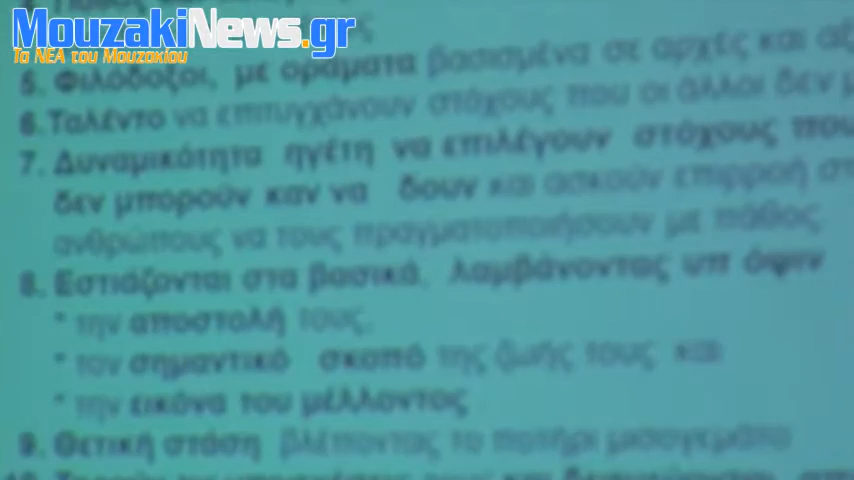 MouzakiNews.gr
Τα ΝΕΑ του Μουζακίου
5. Φιλόδοξοι, με οράματα βασισμένα σε αρχές και
6. Ταλέντο να επιτυγχάνουν στόχους που οι άλλοι δεν
7. Δυναμικότητα ηγέτη να επιλέγουν στόχους που
δεν μπορούν καν να δουν και ασκούν επιρροή
ανθρώπους να τους πραγματοποιήσουν με πάθος
8. Εστιάζονται στα βασικά, λαμβάνοντας υπ όψιν
* την αποστολή τους,
* τον σημαντικό σκοπό της ζωής τους και
* την εικόνα του μέλλοντος
9. Θετική στάση βλέποντας το ποτήρι μισογεμάτο